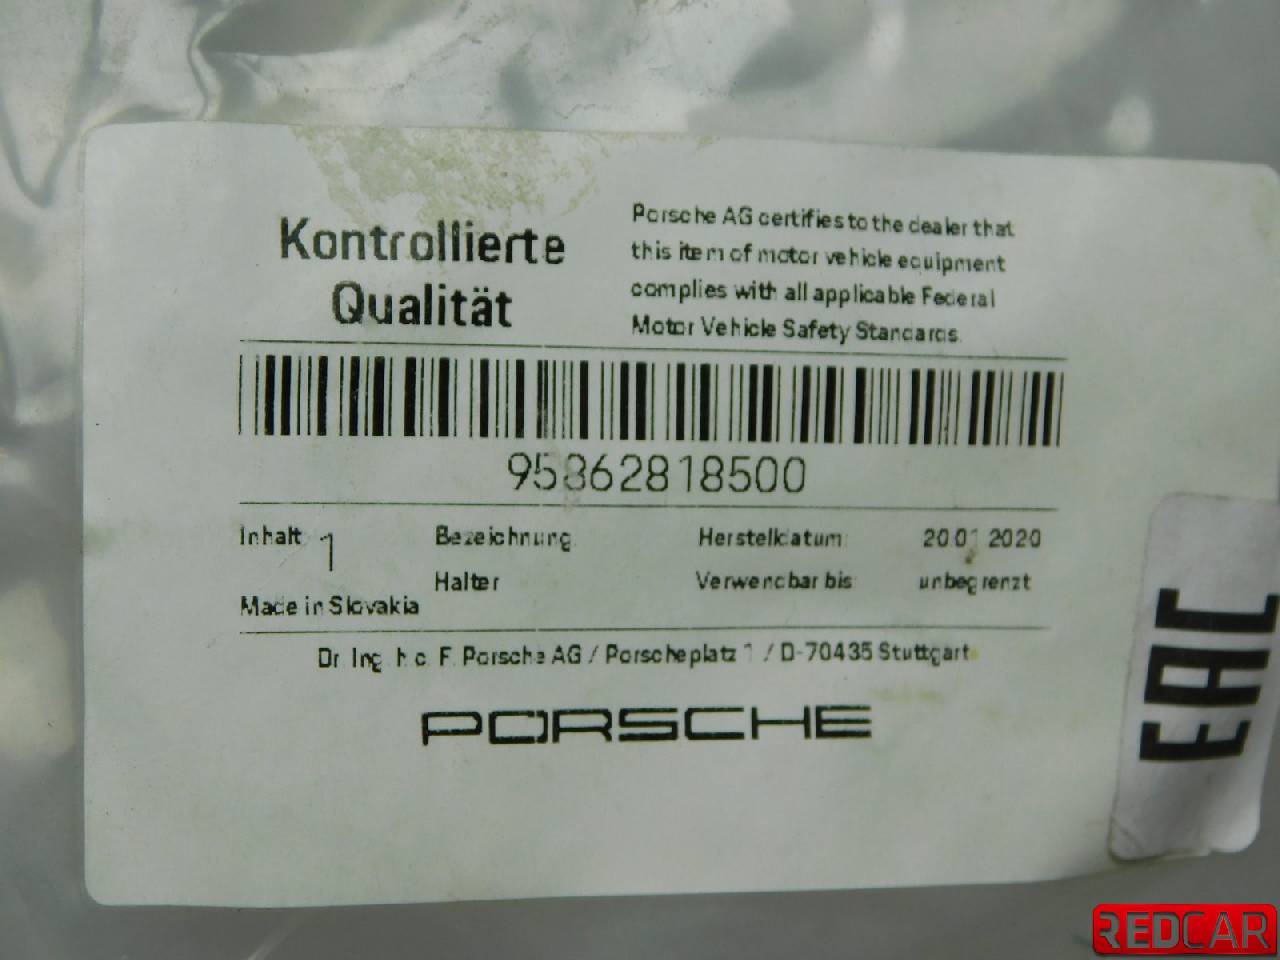 Kontrollierte
Qualität
Porsche AG certifies to the dealer that
this item of motor vehicle equipment
complies with all applicable Federal
Motor Vehicle Safety Standards.
95862818500
Inhalt 1
Bezeichnung
Halter
Herstelldatum: 20.01.2020
Verwendbar bis: unbegrenzt
Made in Slovakia
Dr. Ing. h.c. F. Porsche AG / Porscheplatz 1 / D-70435 Stuttgart
PORSCHE
EAC
REDCAR